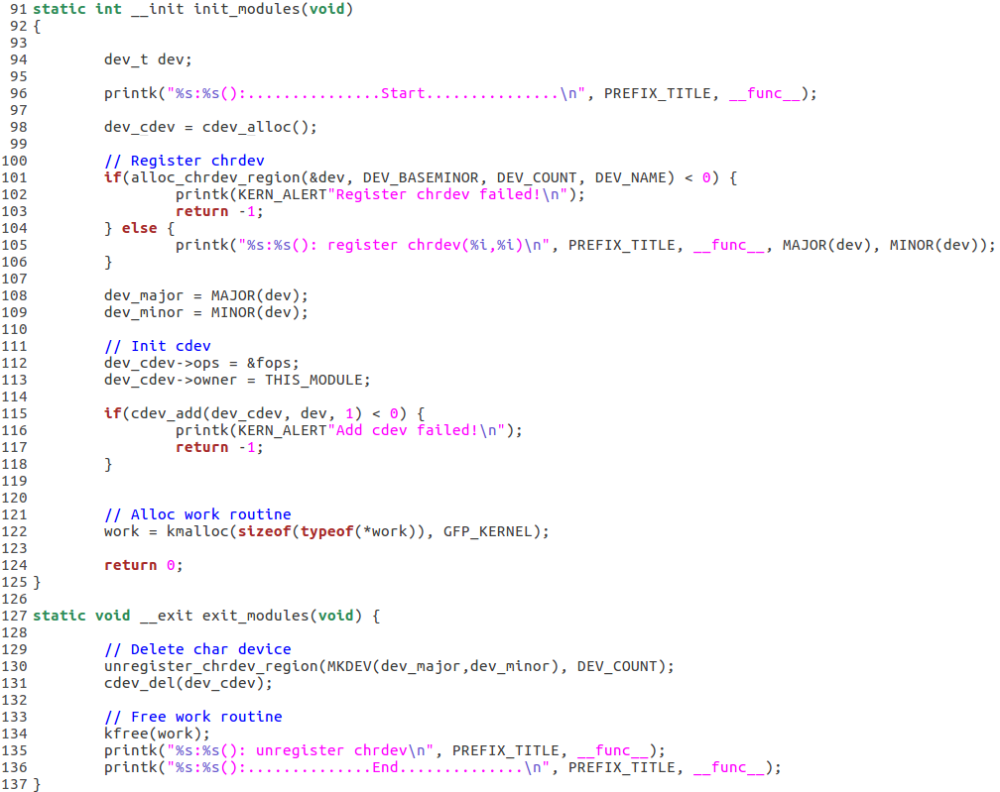 91 static int __init init_modules(void)
92 {
93
94         dev_t dev;
95
96         printk("%s:%s():...............Start...............\n", PREFIX_TITLE, __func__);
97
98         dev_cdev = cdev_alloc();
99
100         // Register chrdev
101         if(alloc_chrdev_region(&dev, DEV_BASEMINOR, DEV_COUNT, DEV_NAME) < 0) {
102                 printk(KERN_ALERT"Register chrdev failed!\n");
103                 return -1;
104         } else {
105                 printk("%s:%s(): register chrdev(%i,%i)\n", PREFIX_TITLE, __func__, MAJOR(dev), MINOR(dev));
106         }
107
108         dev_major = MAJOR(dev);
109         dev_minor = MINOR(dev);
110
111         // Init cdev
112         dev_cdev->ops = &fops;
113         dev_cdev->owner = THIS_MODULE;
114
115         if(cdev_add(dev_cdev, dev, 1) < 0) {
116                 printk(KERN_ALERT"Add cdev failed!\n");
117                 return -1;
118         }
119
120
121         // Alloc work routine
122         work = kmalloc(sizeof(typeof(*work)), GFP_KERNEL);
123
124         return 0;
125 }
126
127 static void __exit exit_modules(void) {
128
129         // Delete char device
130         unregister_chrdev_region(MKDEV(dev_major,dev_minor), DEV_COUNT);
131         cdev_del(dev_cdev);
132
133         // Free work routine
134         kfree(work);
135         printk("%s:%s(): unregister chrdev\n", PREFIX_TITLE, __func__);
136         printk("%s:%s():..............End..............\n", PREFIX_TITLE, __func__);
137 }